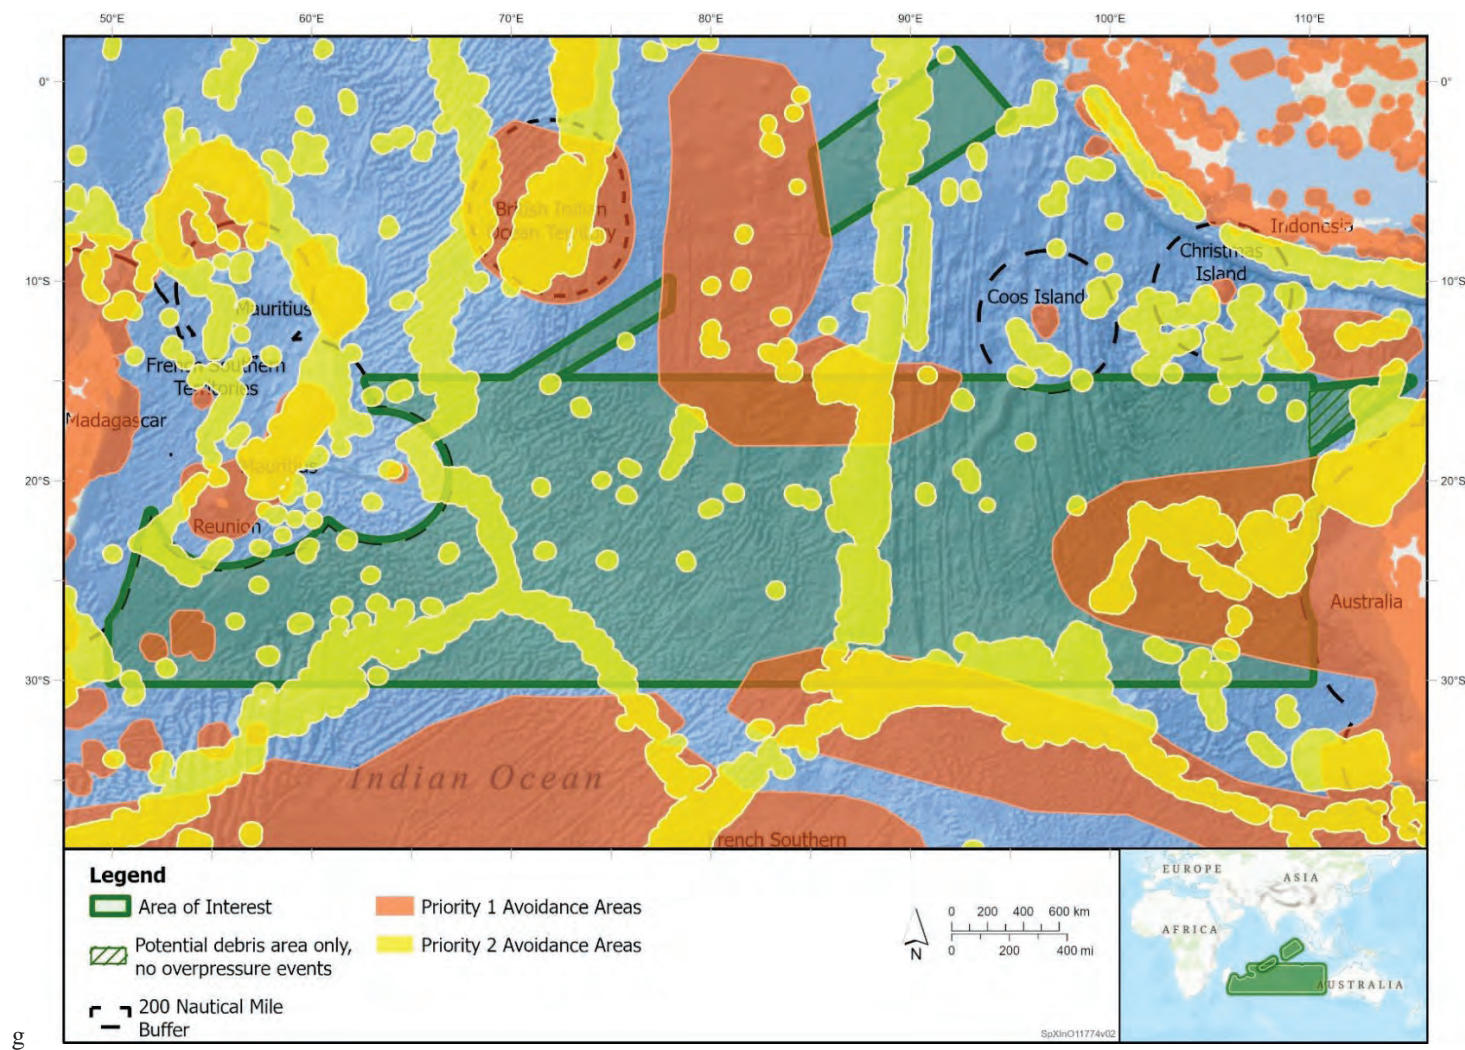 50°E 60°E 70°E 80°E 90°E 100°E 110°E
0° 0°
British Indian
Ocean Territory
Indonesia
Christmas
Island
10°S 10°S
Coos Island
Mauritius
French Southern
Territories
Madagascar
Mauritius
20°S 20°S
Reunion
Australia
30°S 30°S
Indian Ocean
French Southern
Legend
Area of Interest
Potential debris area only,
no overpressure events
200 Nautical Mile
Buffer
Priority 1 Avoidance Areas
Priority 2 Avoidance Areas
N
0 200 400 600 km
0 200 400 mi
SpXInO11774v02
EUROPE
ASIA
AFRICA
AUSTRALIA
g